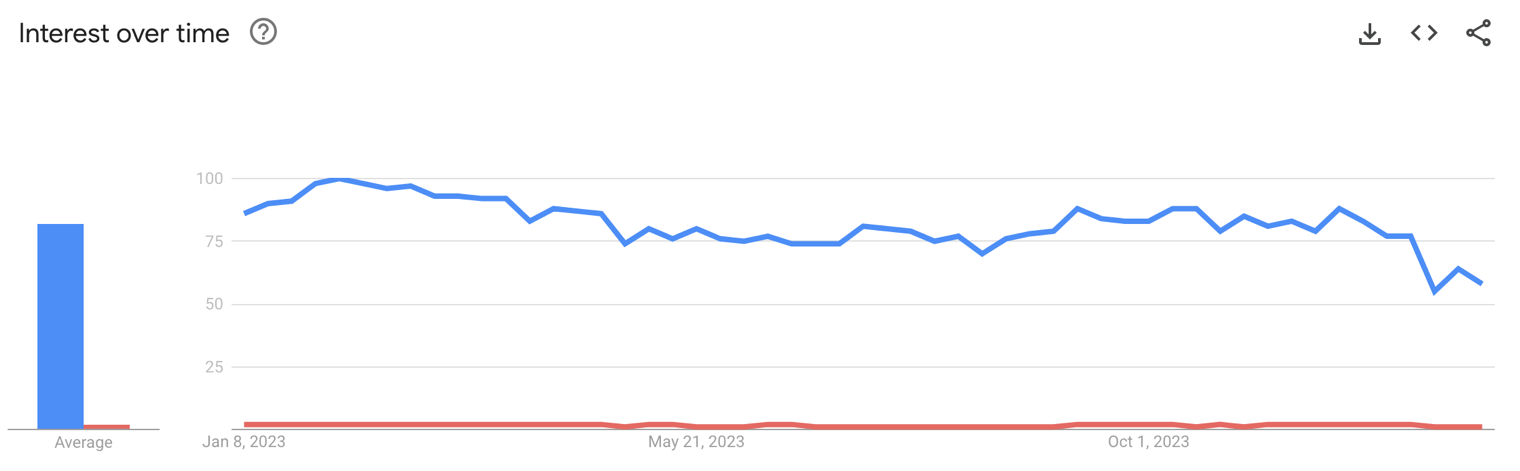 Interest over time
100
75
50
25
Average
Jan 8, 2023
May 21, 2023
Oct 1, 2023